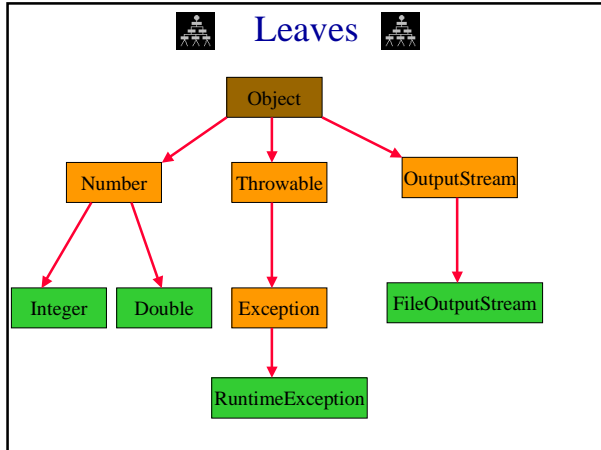 Leaves
Object
Number
Throwable
OutputStream
Integer
Double
Exception
FileOutputStream
RuntimeException